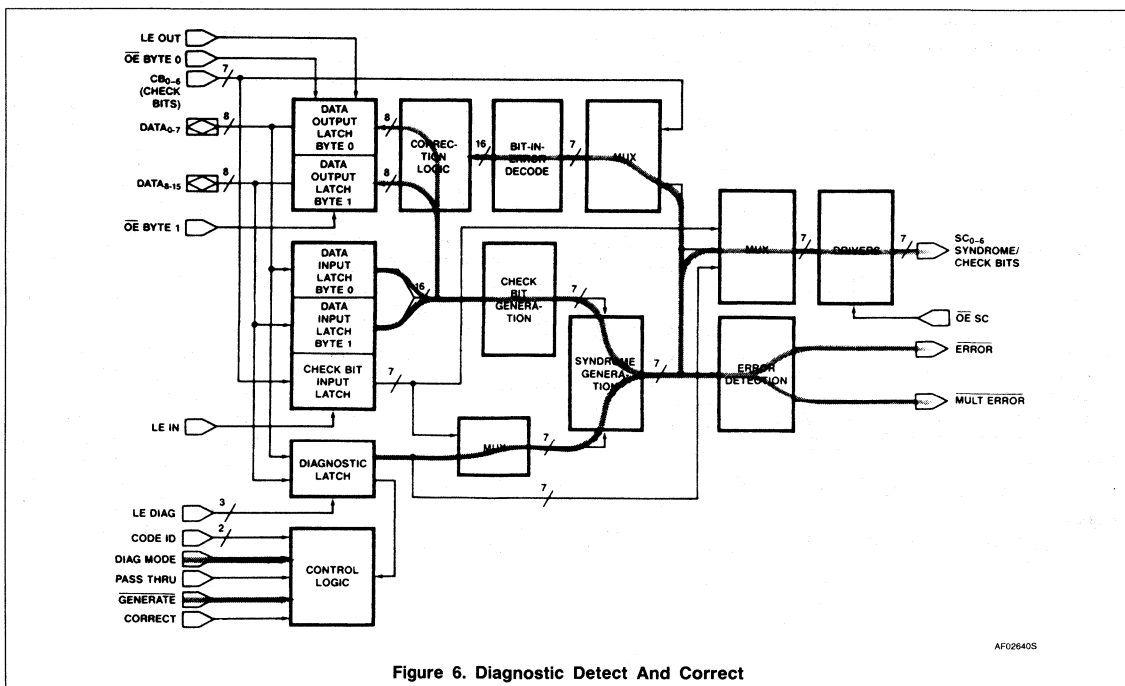 LE OUT
OE BYTE 0
CB0-6
(CHECK
BITS)
7
DATA0-7
8
DATA8-15
8
OE BYTE 1
DATA
OUTPUT
LATCH
BYTE 0
DATA
OUTPUT
LATCH
BYTE 1
8
8
CORREC-
TION
LOGIC
16
BIT-IN-
ERROR
DECODE
7
MUX
MUX
7
DRIVERS
7
SC0-6
SYNDROME/
CHECK BITS
OE SC
DATA
INPUT
LATCH
BYTE 0
DATA
INPUT
LATCH
BYTE 1
CHECK BIT
INPUT
LATCH
16
7
CHECK
BIT
GENERA-
TION
7
SYNDROME
GENERA-
TION
7
ERROR
DETECTION
ERROR
MULT ERROR
LE IN
MUX
7
DIAGNOSTIC
LATCH
7
LE DIAG
3
CODE ID
2
DIAG MODE
PASS THRU
GENERATE
CORRECT
CONTROL
LOGIC
AF02640S
Figure 6. Diagnostic Detect And Correct